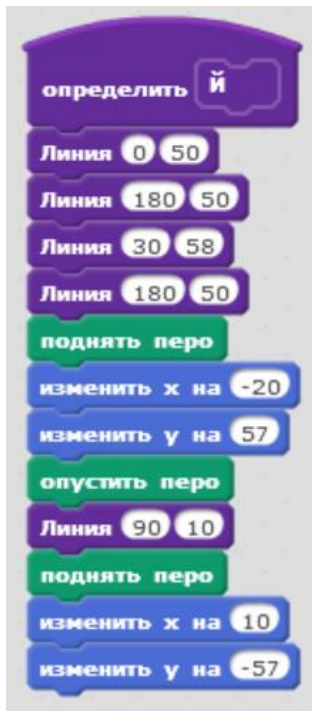 определить й
Линия 0 50
Линия 180 50
Линия 30 58
Линия 180 50
поднять перо
изменить х на -20
изменить у на 57
опустить перо
Линия 90 10
поднять перо
изменить х на 10
изменить у на -57